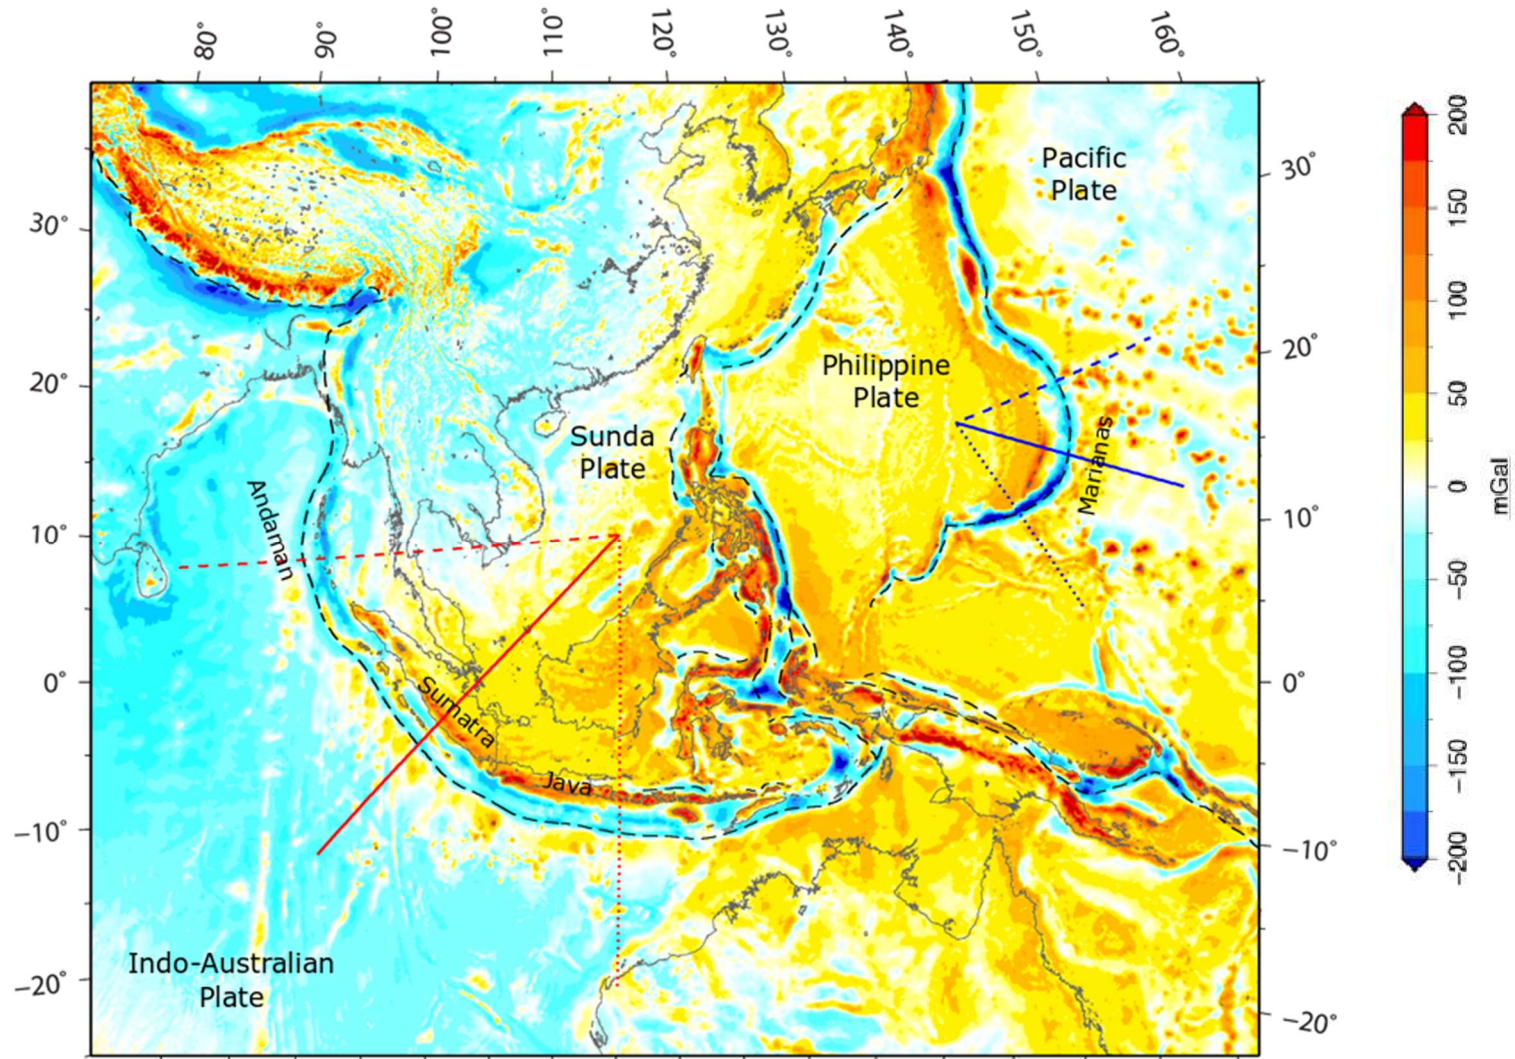 80°
90°
100°
110°
120°
130°
140°
150°
160°
30°
20°
10°
0°
−10°
−20°
30°
20°
10°
0°
−10°
−20°
Pacific
Plate
Philippine
Plate
Sunda
Plate
Marianas
Andaman
Sumatra
Java
Indo-Australian
Plate
200
150
100
50
0
−50
−100
−150
−200
mGal